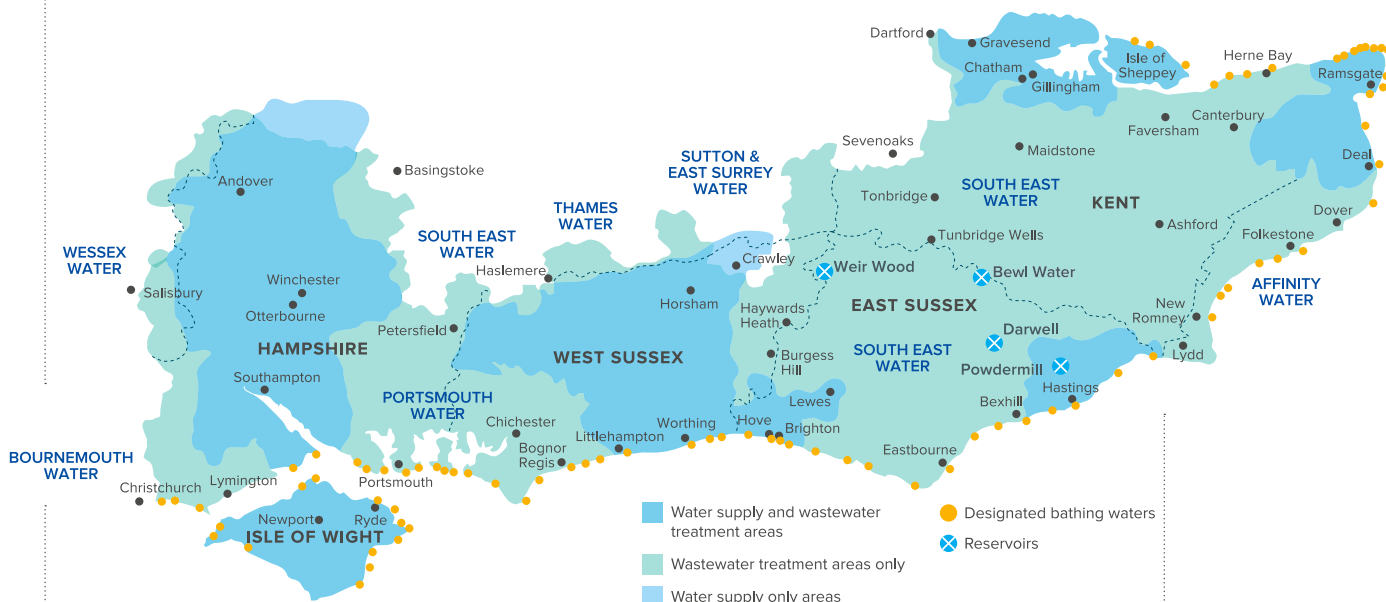 Dartford
Gravesend
Chatham
Gillingham
Isle of
Sheppey
Herne Bay
Ramsgate
Canterbury
Faversham
Sevenoaks
Maidstone
Deal
SUTTON &
EAST SURREY
WATER
Basingstoke
Andover
Tonbridge
SOUTH EAST
WATER
KENT
THAMES
WATER
Ashford
Dover
WESSEX
WATER
SOUTH EAST
WATER
Tunbridge Wells
Folkestone
Haslemere
Crawley
Weir Wood
Bewl Water
AFFINITY
WATER
Salisbury
Winchester
Otterbourne
Horsham
Haywards
Heath
EAST SUSSEX
New
Romney
Petersfield
Darwell
HAMPSHIRE
WEST SUSSEX
Burgess
Hill
SOUTH EAST
WATER
Lydd
Powdermill
Southampton
Hastings
PORTSMOUTH
WATER
Lewes
Bexhill
Chichester
Worthing
Hove
Brighton
Littlehampton
Bognor
Regis
Eastbourne
BOURNEMOUTH
WATER
Christchurch
Lymington
Portsmouth
Newport
Ryde
ISLE OF WIGHT
Water supply and wastewater
treatment areas
Wastewater treatment areas only
Water supply only areas
Designated bathing waters
Reservoirs